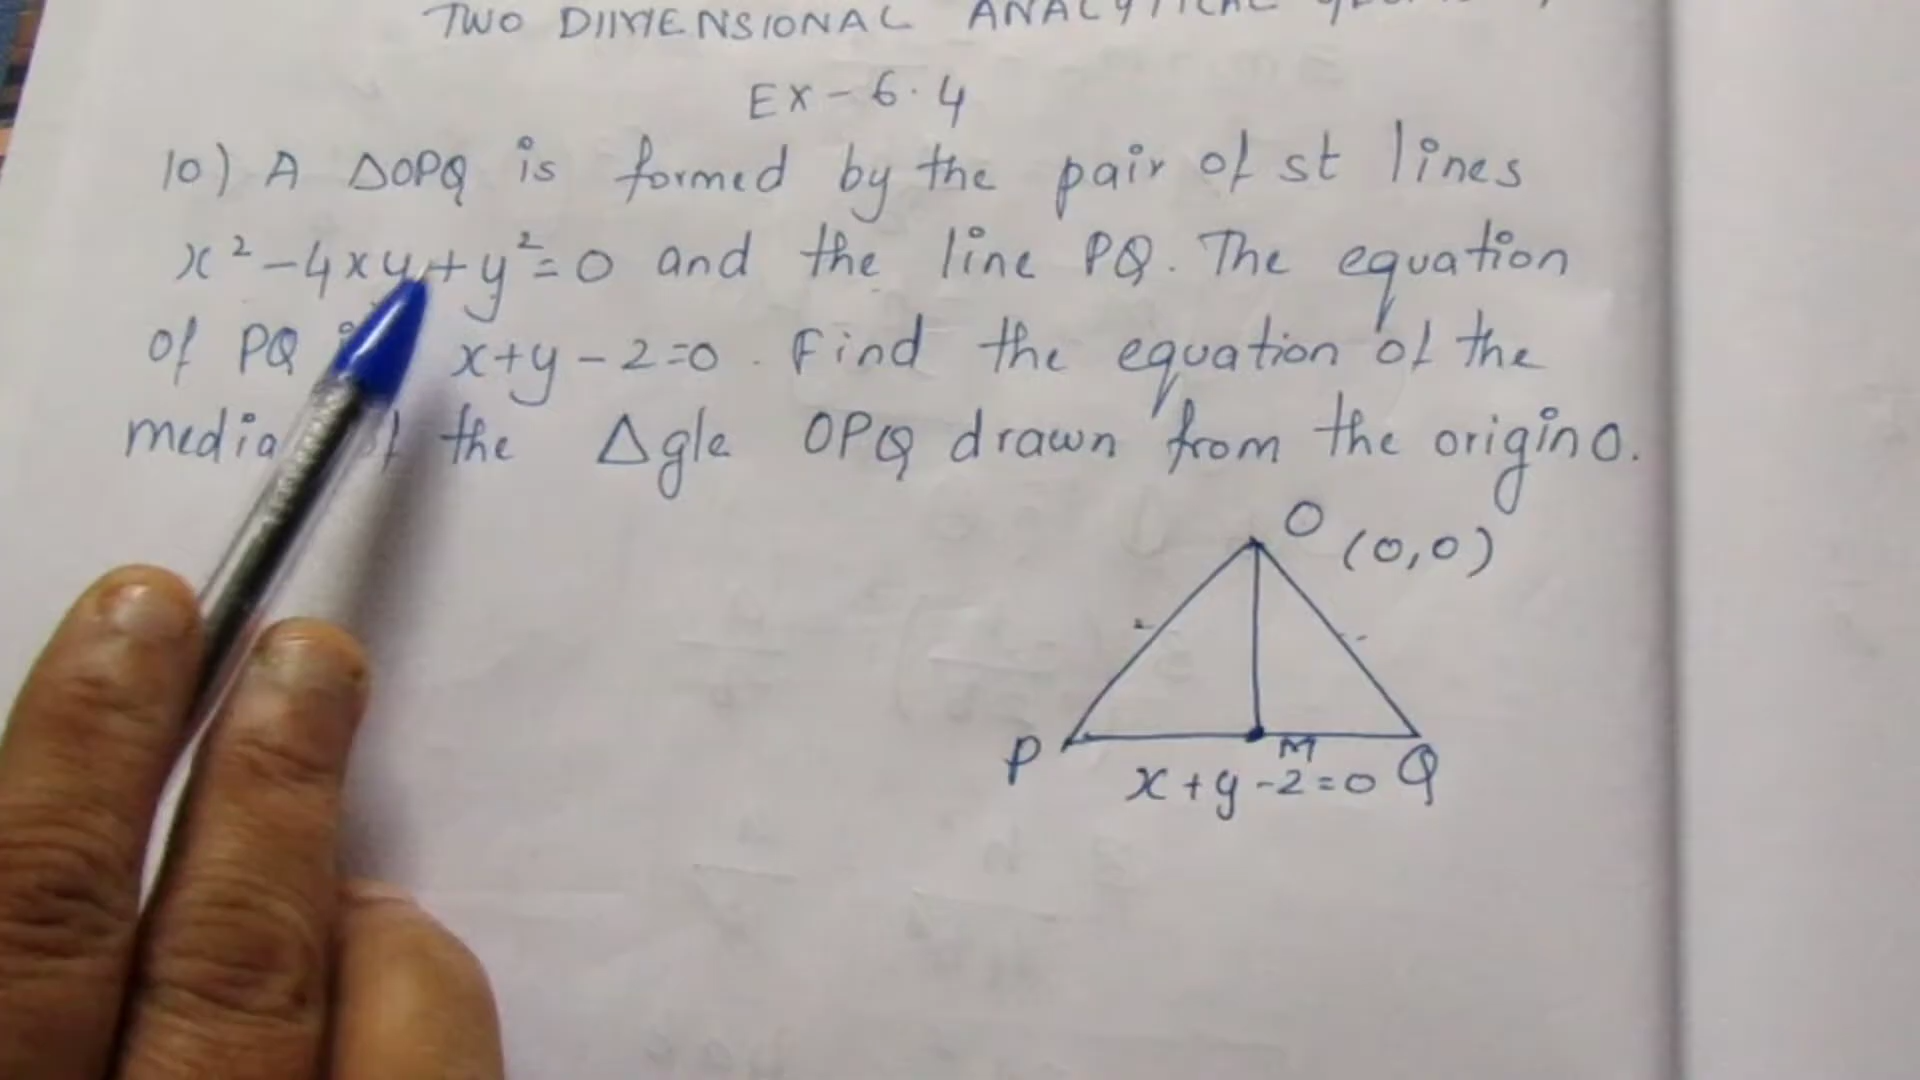 TWO DIMENSIONAL ANALYTICAL
EX - 6.4
10) A ΔOPQ is formed by the pair of st lines
x² - 4xy + y² = 0 and the line PQ. The equation
of PQ x+y-2=0. Find the equation of the
the Δgle OPQ drawn from the origin O.
O (0,0)
P M Q
x+y-2=0